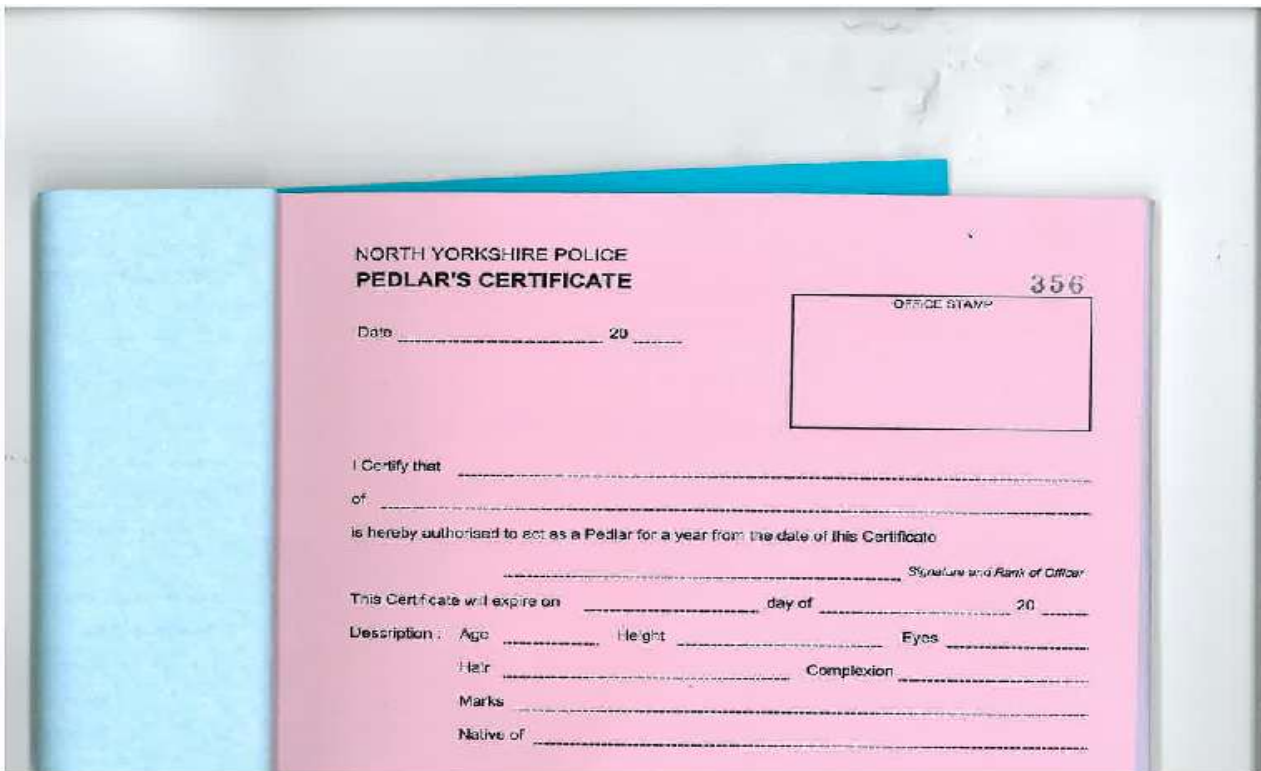 NORTH YORKSHIRE POLICE
PEDLAR'S CERTIFICATE
356
OFFICE STAMP
Date 20
I Certify that
of
is hereby authorised to act as a Pedlar for a year from the date of this Certificate
Signature and Rank of Officer
This Certificate will expire on day of 20
Description : Age Height Eyes
Hair Complexion
Marks
Native of